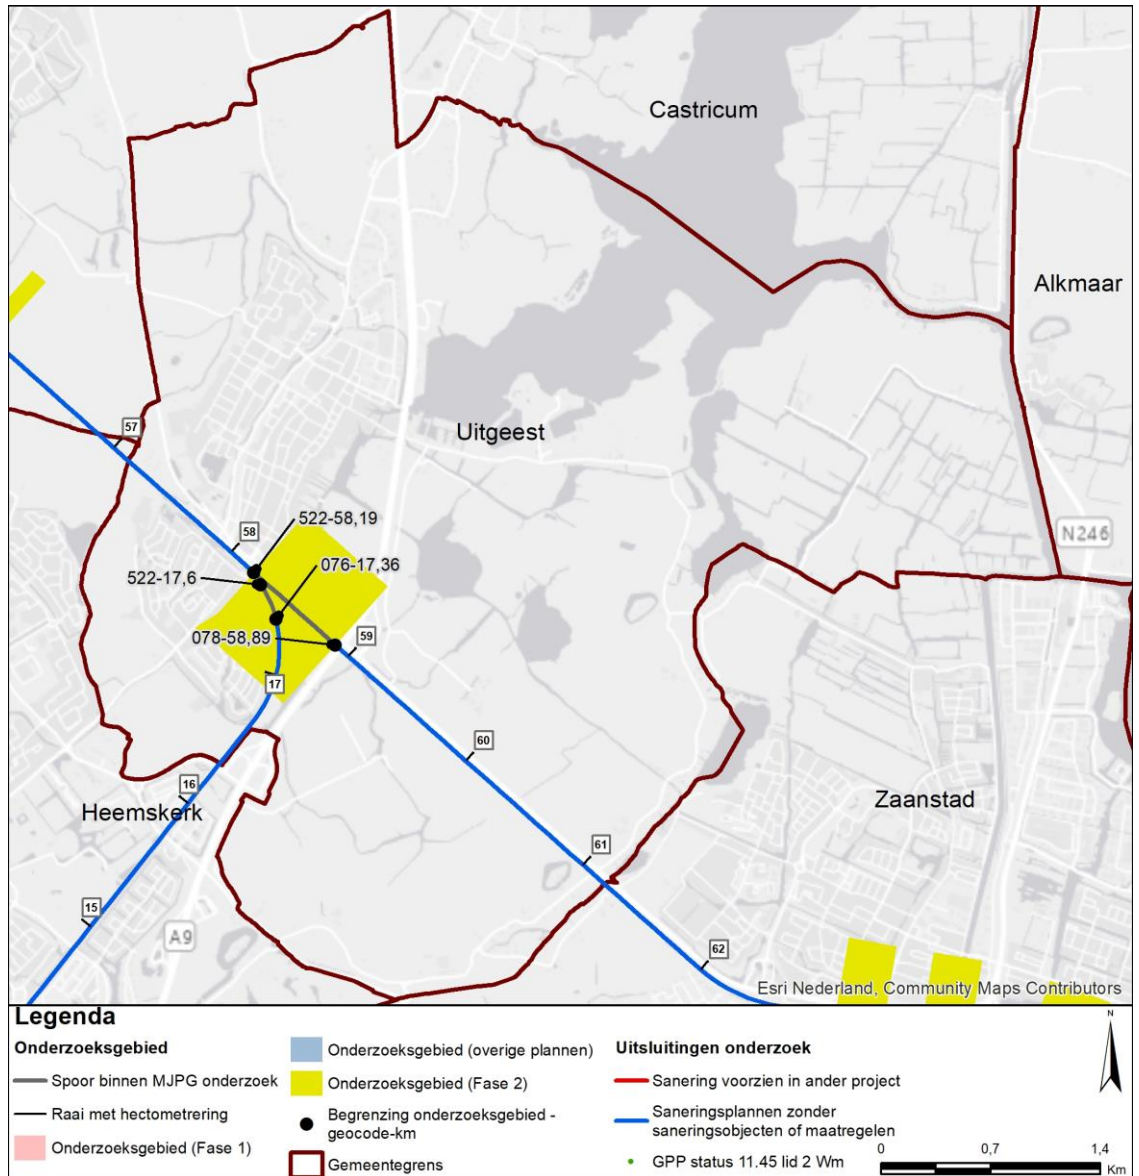 Castricum
Alkmaar
Uitgeest
57
N246
58
522-58,19
076-17,36
522-17,6
078-58,89
59
17
60
16
Heemskerk
Zaanstad
61
15
A9
62
Esri Nederland, Community Maps Contributors
Legenda
N
Onderzoeksgebied
Spoor binnen MJPG onderzoek
Raai met hectometrering
Onderzoeksgebied (Fase 1)
Onderzoeksgebied (overige plannen)
Onderzoeksgebied (Fase 2)
Begrenzing onderzoeksgebied -
geocode-km
Gemeentegrens
Uitsluitingen onderzoek
Sanering voorzien in ander project
Saneringsplannen zonder
saneringsobjecten of maatregelen
GPP status 11.45 lid 2 Wm
0 0,7 1,4
Km